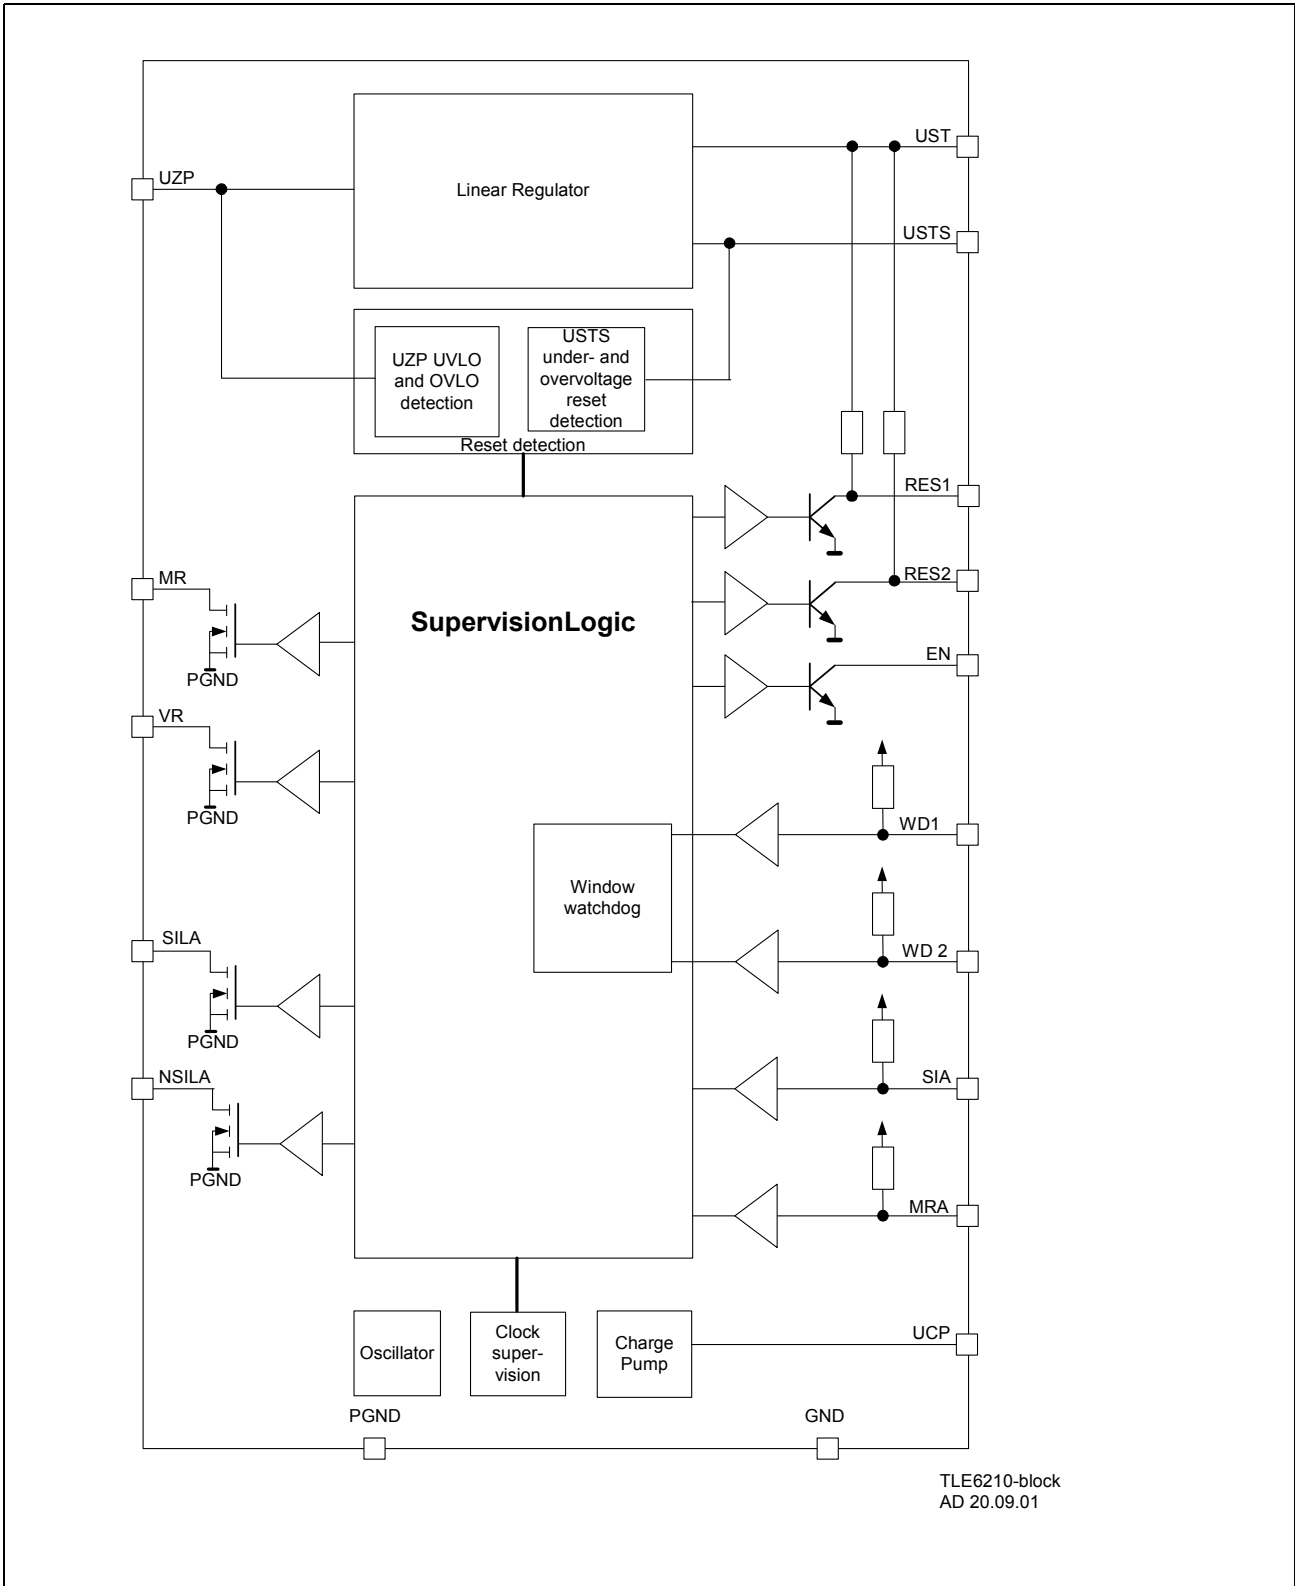 UST
UZP
Linear Regulator
USTS
UZP UVLO
and OVLO
detection
USTS
under- and
overvoltage
reset
detection
Reset detection
RES1
MR
RES2
SupervisionLogic
EN
PGND
VR
PGND
WD1
Window
watchdog
SILA
WD 2
PGND
NSILA
SIA
PGND
MRA
Oscillator
Clock
super-
vision
Charge
Pump
UCP
PGND
GND
TLE6210-block
AD 20.09.01